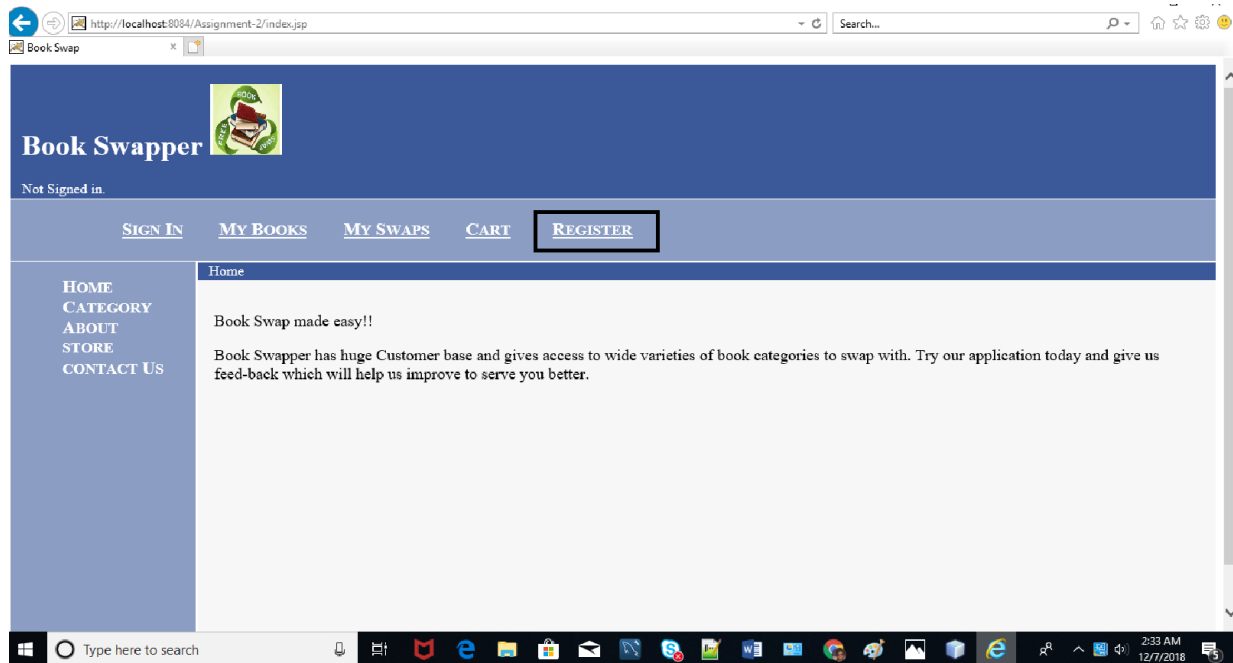 http://localhost:8084/Assignment-2/index.jsp
Search...
Book Swap
BOOK
FREE
Book Swapper
Not Signed in.
SIGN IN MY BOOKS MY SWAPS CART REGISTER
HOME
CATEGORY
ABOUT
STORE
CONTACT US
Home
Book Swap made easy!!
Book Swapper has huge Customer base and gives access to wide varieties of book categories to swap with. Try our application today and give us
feed-back which will help us improve to serve you better.
Type here to search
2:33 AM
12/7/2018
5